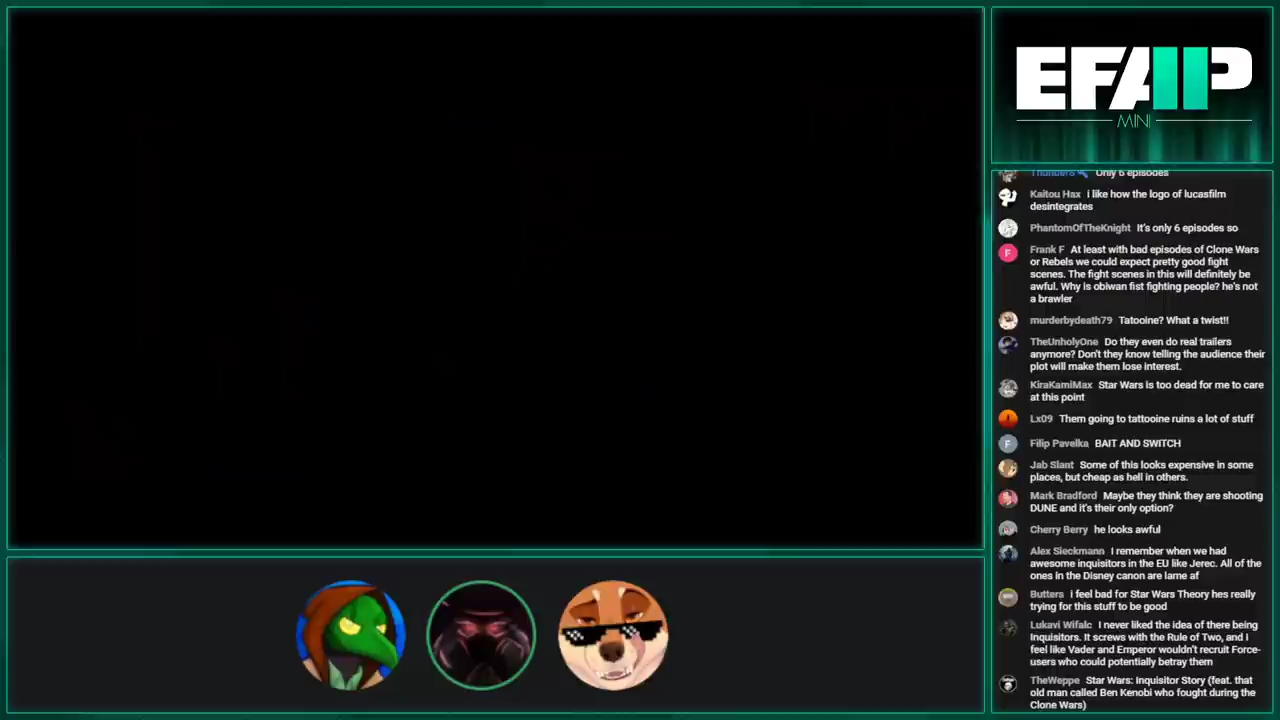 EFAP
MINI
Thunder8 Only 6 episodes
Kaitou Hax i like how the logo of lucasfilm
desintegrates
PhantomOfTheKnight It's only 6 episodes so
Frank F At least with bad episodes of Clone Wars
or Rebels we could expect pretty good fight
scenes. The fight scenes in this will definitely be
awful. Why is obiwan fist fighting people? he's not
a brawler
murderbydeath79 Tatooine? What a twist!!
TheUnholyOne Do they even do real trailers
anymore? Don't they know telling the audience their
plot will make them lose interest.
KiraKamiMax Star Wars is too dead for me to care
at this point
Lx09 Them going to tattooine ruins a lot of stuff
F Filip Pavelka BAIT AND SWITCH
Jab Slant Some of this looks expensive in some
places, but cheap as hell in others.
Mark Bradford Maybe they think they are shooting
DUNE and it's their only option?
Cherry Berry he looks awful
Alex Sieckmann I remember when we had
awesome inquisitors in the EU like Jerec. All of the
ones in the Disney canon are lame af
Butters i feel bad for Star Wars Theory hes really
trying for this stuff to be good
Lukavi Wifalc I never liked the idea of there being
Inquisitors. It screws with the Rule of Two, and I
feel like Vader and Emperor wouldn't recruit Force-
users who could potentially betray them
TheWeppe Star Wars: Inquisitor Story (feat. that
old man called Ben Kenobi who fought during the
Clone Wars)